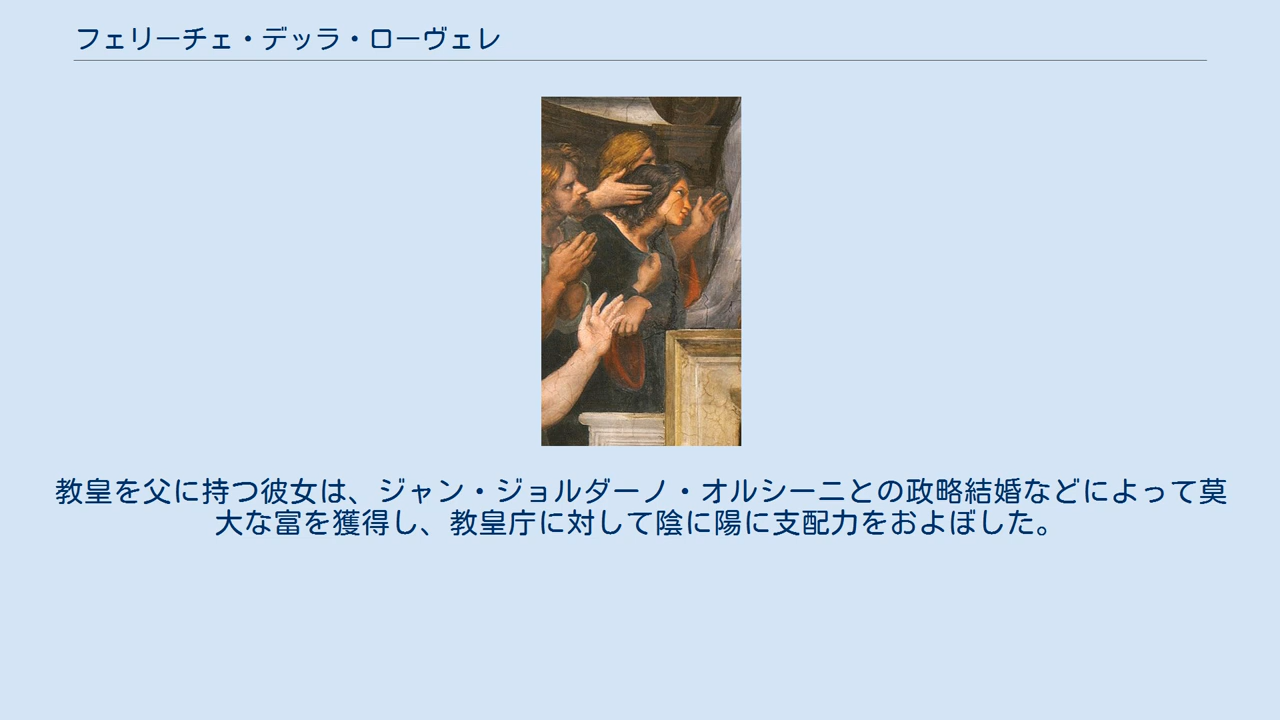 フェリーチェ・デッラ・ローヴェレ
教皇を父に持つ彼女は、ジャン・ジョルダーノ・オルシーニとの政略結婚などによって莫
大な富を獲得し、教皇庁に対して陰に陽に支配力をおよぼした。